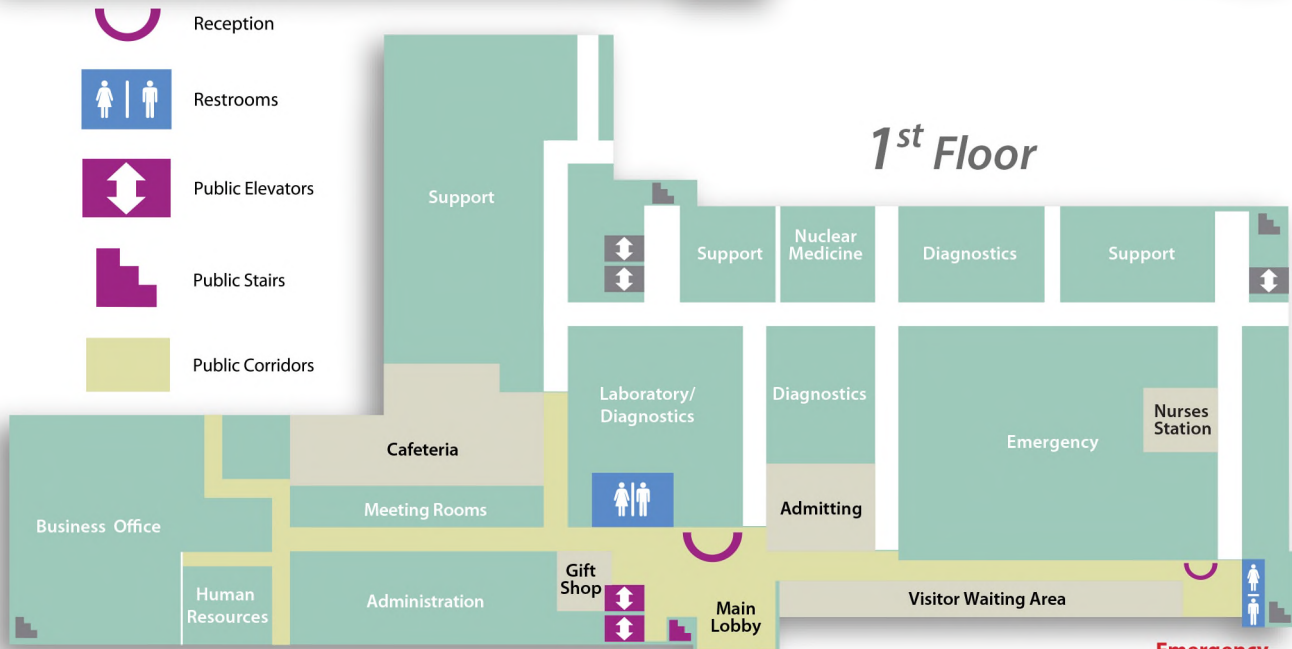 Reception
Restrooms
Public Elevators
Public Stairs
Public Corridors
1st Floor
Support
Support
Nuclear
Medicine
Diagnostics
Support
Laboratory/
Diagnostics
Diagnostics
Nurses
Station
Emergency
Cafeteria
Meeting Rooms
Admitting
Business Office
Human
Resources
Administration
Gift
Shop
Main
Lobby
Visitor Waiting Area
Emergency